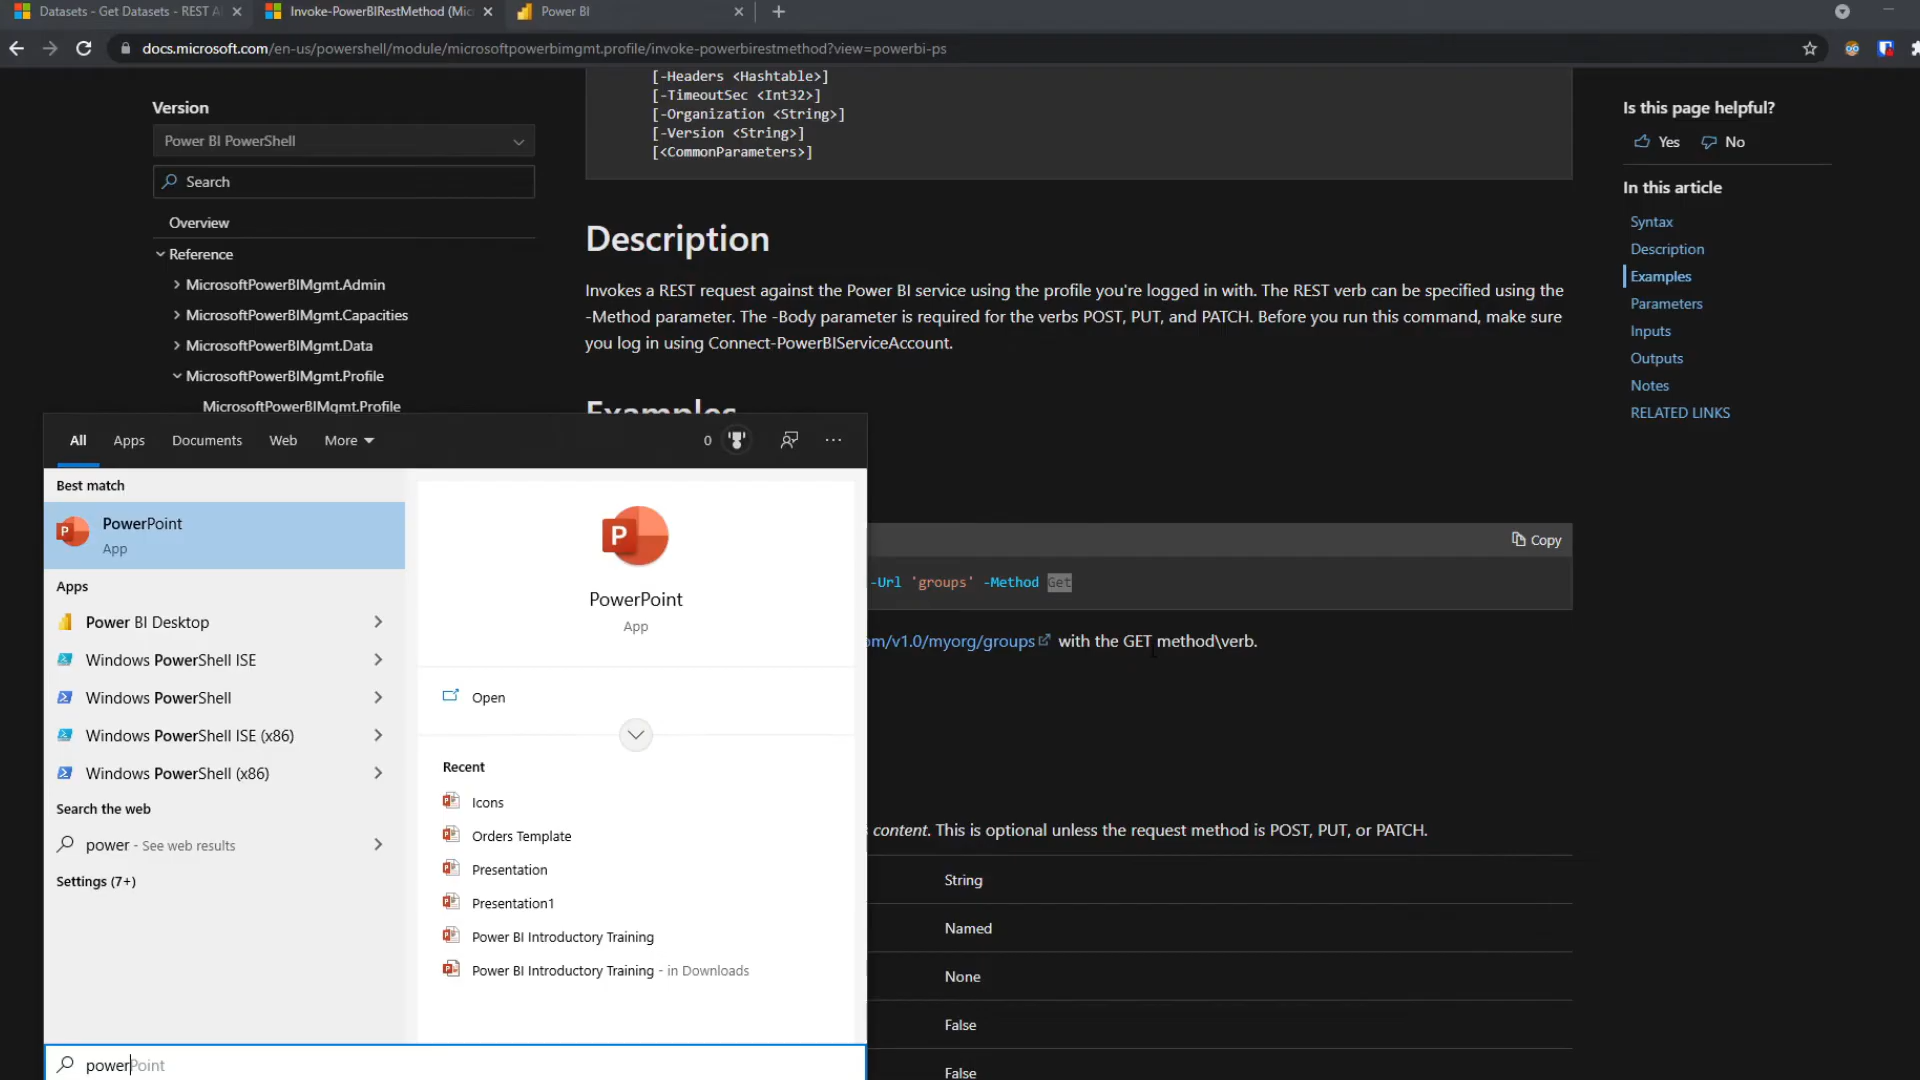 Datasets - Get Datasets - REST A
Invoke-PowerBIRestMethod (Mic
Power BI
docs.microsoft.com/en-us/powershell/module/microsoftpowerbimgmt.profile/invoke-powerbirestmethod?view=powerbi-ps
Version
Power BI PowerShell
Search
Overview
Reference
MicrosoftPowerBIMgmt.Admin
MicrosoftPowerBIMgmt.Capacities
MicrosoftPowerBIMgmt.Data
MicrosoftPowerBIMgmt.Profile
MicrosoftPowerBIMgmt.Profile
[-Headers <Hashtable>]
[-TimeoutSec <Int32>]
[-Organization <String>]
[-Version <String>]
[<CommonParameters>]
Description
Invokes a REST request against the Power BI service using the profile you're logged in with. The REST verb can be specified using the
-Method parameter. The -Body parameter is required for the verbs POST, PUT, and PATCH. Before you run this command, make sure
you log in using Connect-PowerBIServiceAccount.
Examples
Copy
-Url 'groups' -Method Get
om/v1.0/myorg/groups with the GET method\verb.
content. This is optional unless the request method is POST, PUT, or PATCH.
String
Named
None
False
False
Is this page helpful?
Yes No
In this article
Syntax
Description
Examples
Parameters
Inputs
Outputs
Notes
RELATED LINKS
All Apps Documents Web More 0 ...
Best match
PowerPoint
App
Apps
Power BI Desktop
Windows PowerShell ISE
Windows PowerShell
Windows PowerShell ISE (x86)
Windows PowerShell (x86)
Search the web
power - See web results
Settings (7+)
P
PowerPoint
App
Open
Recent
Icons
Orders Template
Presentation
Presentation1
Power BI Introductory Training
Power BI Introductory Training - in Downloads
powerPoint